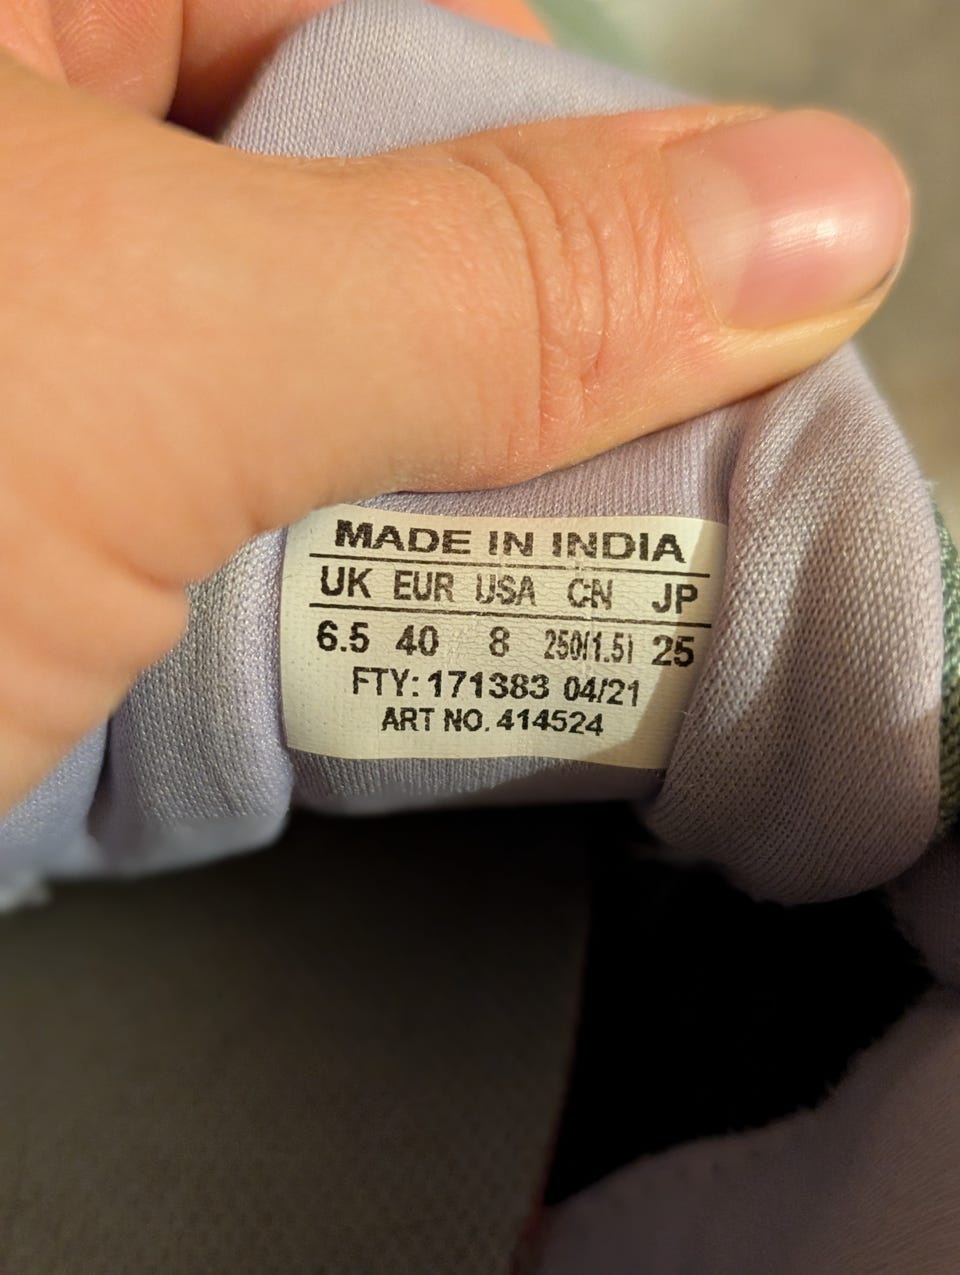 MADE IN INDIA
UK EUR USA CN JP
6.5 40 8 250(1.5) 25
FTY: 171383 04/21
ART NO. 414524